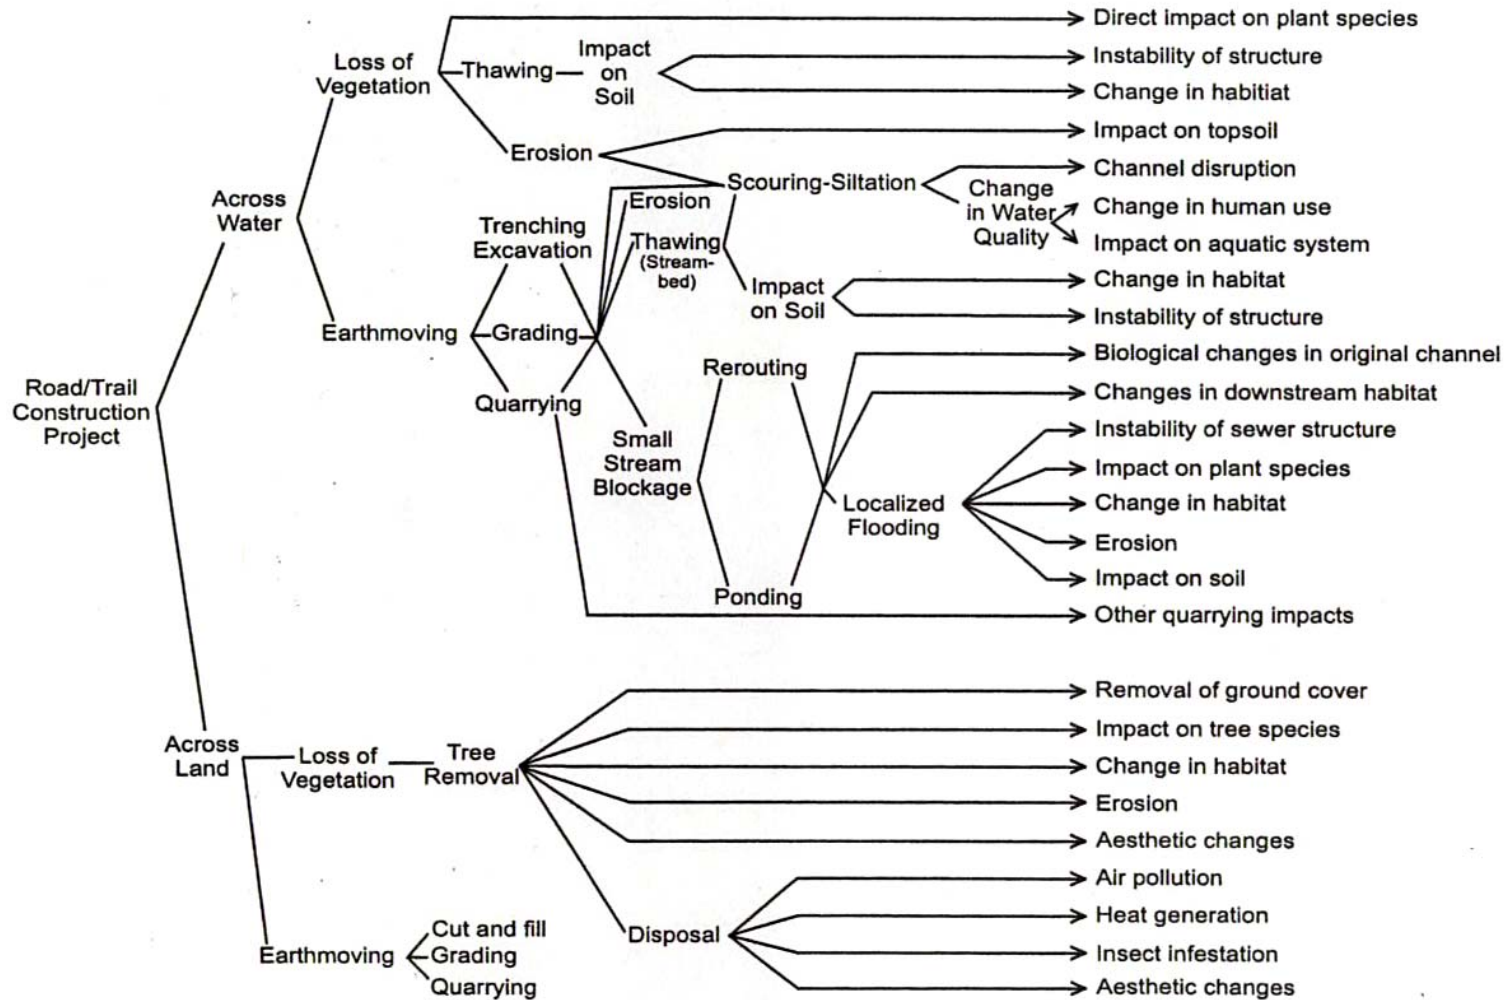 Direct impact on plant species
Loss of
Vegetation
Thawing
Impact
on
Soil
Instability of structure
Change in habitiat
Erosion
Impact on topsoil
Across
Water
Scouring-Siltation
Channel disruption
Change
in Water
Quality
Change in human use
Impact on aquatic system
Trenching
Excavation
Erosion
Thawing
(Stream-
bed)
Impact
on Soil
Change in habitat
Instability of structure
Earthmoving
Grading
Quarrying
Rerouting
Biological changes in original channel
Changes in downstream habitat
Road/Trail
Construction
Project
Small
Stream
Blockage
Localized
Flooding
Instability of sewer structure
Impact on plant species
Change in habitat
Erosion
Impact on soil
Ponding
Other quarrying impacts
Across
Land
Loss of
Vegetation
Tree
Removal
Removal of ground cover
Impact on tree species
Change in habitat
Erosion
Aesthetic changes
Disposal
Air pollution
Heat generation
Insect infestation
Aesthetic changes
Earthmoving
Cut and fill
Grading
Quarrying